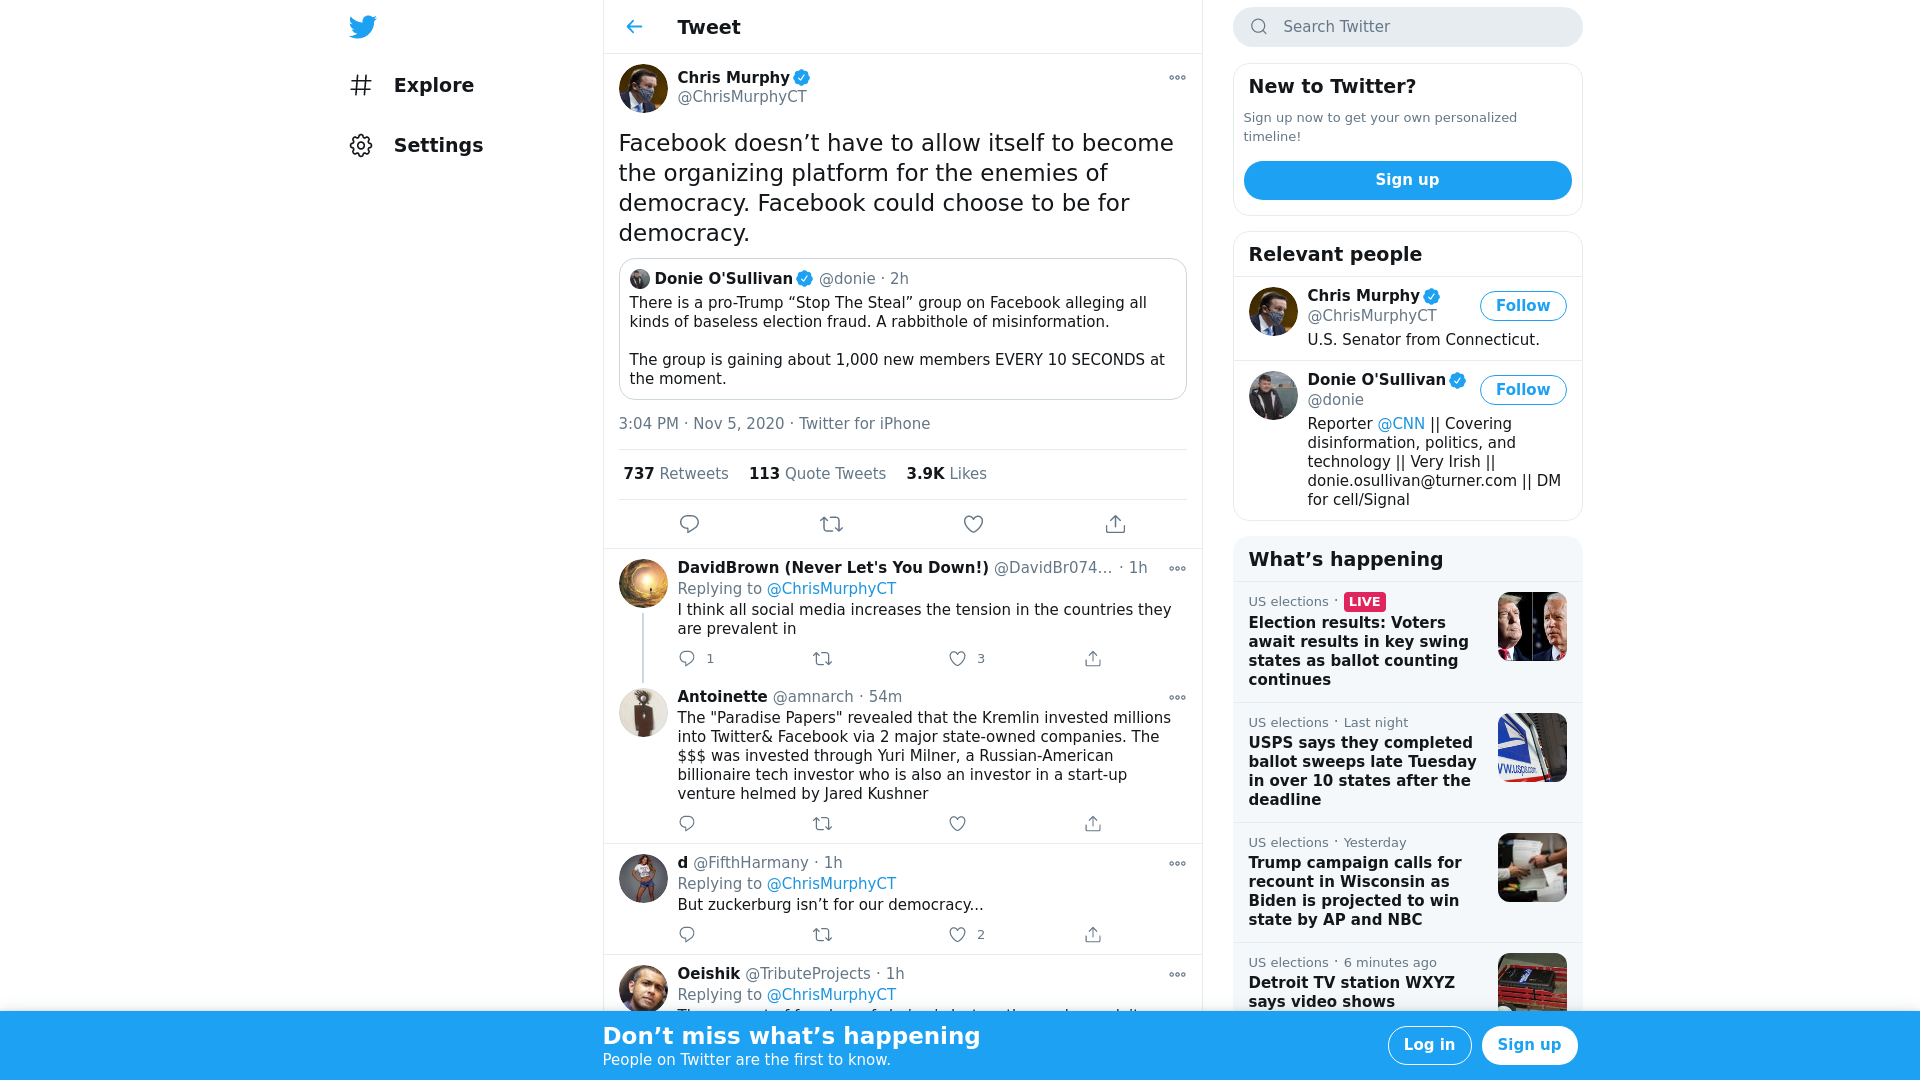 Explore
Settings
Tweet
Chris Murphy
@ChrisMurphyCT
Facebook doesn’t have to allow itself to become
the organizing platform for the enemies of
democracy. Facebook could choose to be for
democracy.
Donie O'Sullivan @donie · 2h
There is a pro-Trump “Stop The Steal” group on Facebook alleging all
kinds of baseless election fraud. A rabbithole of misinformation.
The group is gaining about 1,000 new members EVERY 10 SECONDS at
the moment.
3:04 PM · Nov 5, 2020 · Twitter for iPhone
737 Retweets 113 Quote Tweets 3.9K Likes
DavidBrown (Never Let's You Down!) @DavidBr074… · 1h
Replying to @ChrisMurphyCT
I think all social media increases the tension in the countries they
are prevalent in
1 3
Antoinette @amnarch · 54m
The "Paradise Papers" revealed that the Kremlin invested millions
into Twitter& Facebook via 2 major state-owned companies. The
$$$ was invested through Yuri Milner, a Russian-American
billionaire tech investor who is also an investor in a start-up
venture helmed by Jared Kushner
d @FifthHarmany · 1h
Replying to @ChrisMurphyCT
But zuckerburg isn’t for our democracy...
2
Oeishik @TributeProjects · 1h
Replying to @ChrisMurphyCT
Search Twitter
New to Twitter?
Sign up now to get your own personalized
timeline!
Sign up
Relevant people
Chris Murphy
@ChrisMurphyCT
Follow
U.S. Senator from Connecticut.
Donie O'Sullivan
@donie
Follow
Reporter @CNN || Covering
disinformation, politics, and
technology || Very Irish ||
donie.osullivan@turner.com || DM
for cell/Signal
What’s happening
US elections · LIVE
Election results: Voters
await results in key swing
states as ballot counting
continues
US elections · Last night
USPS says they completed
ballot sweeps late Tuesday
in over 10 states after the
deadline
US elections · Yesterday
Trump campaign calls for
recount in Wisconsin as
Biden is projected to win
state by AP and NBC
US elections · 6 minutes ago
Detroit TV station WXYZ
says video shows
Don’t miss what’s happening
People on Twitter are the first to know.
Log in
Sign up